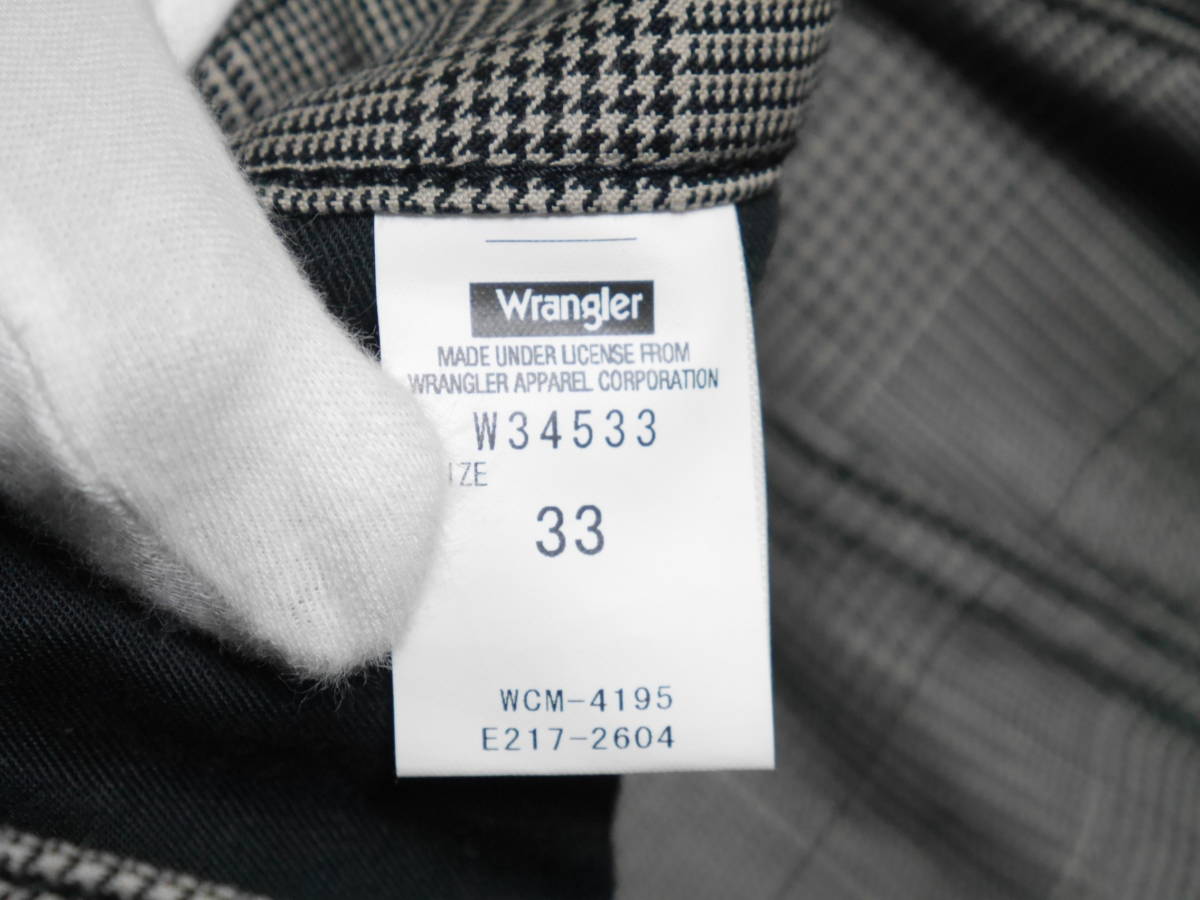 Wrangler
MADE UNDER LICENSE FROM
WRANGLER APPAREL CORPORATION
W34533
IZE
33
WCM-4195
E217-2604